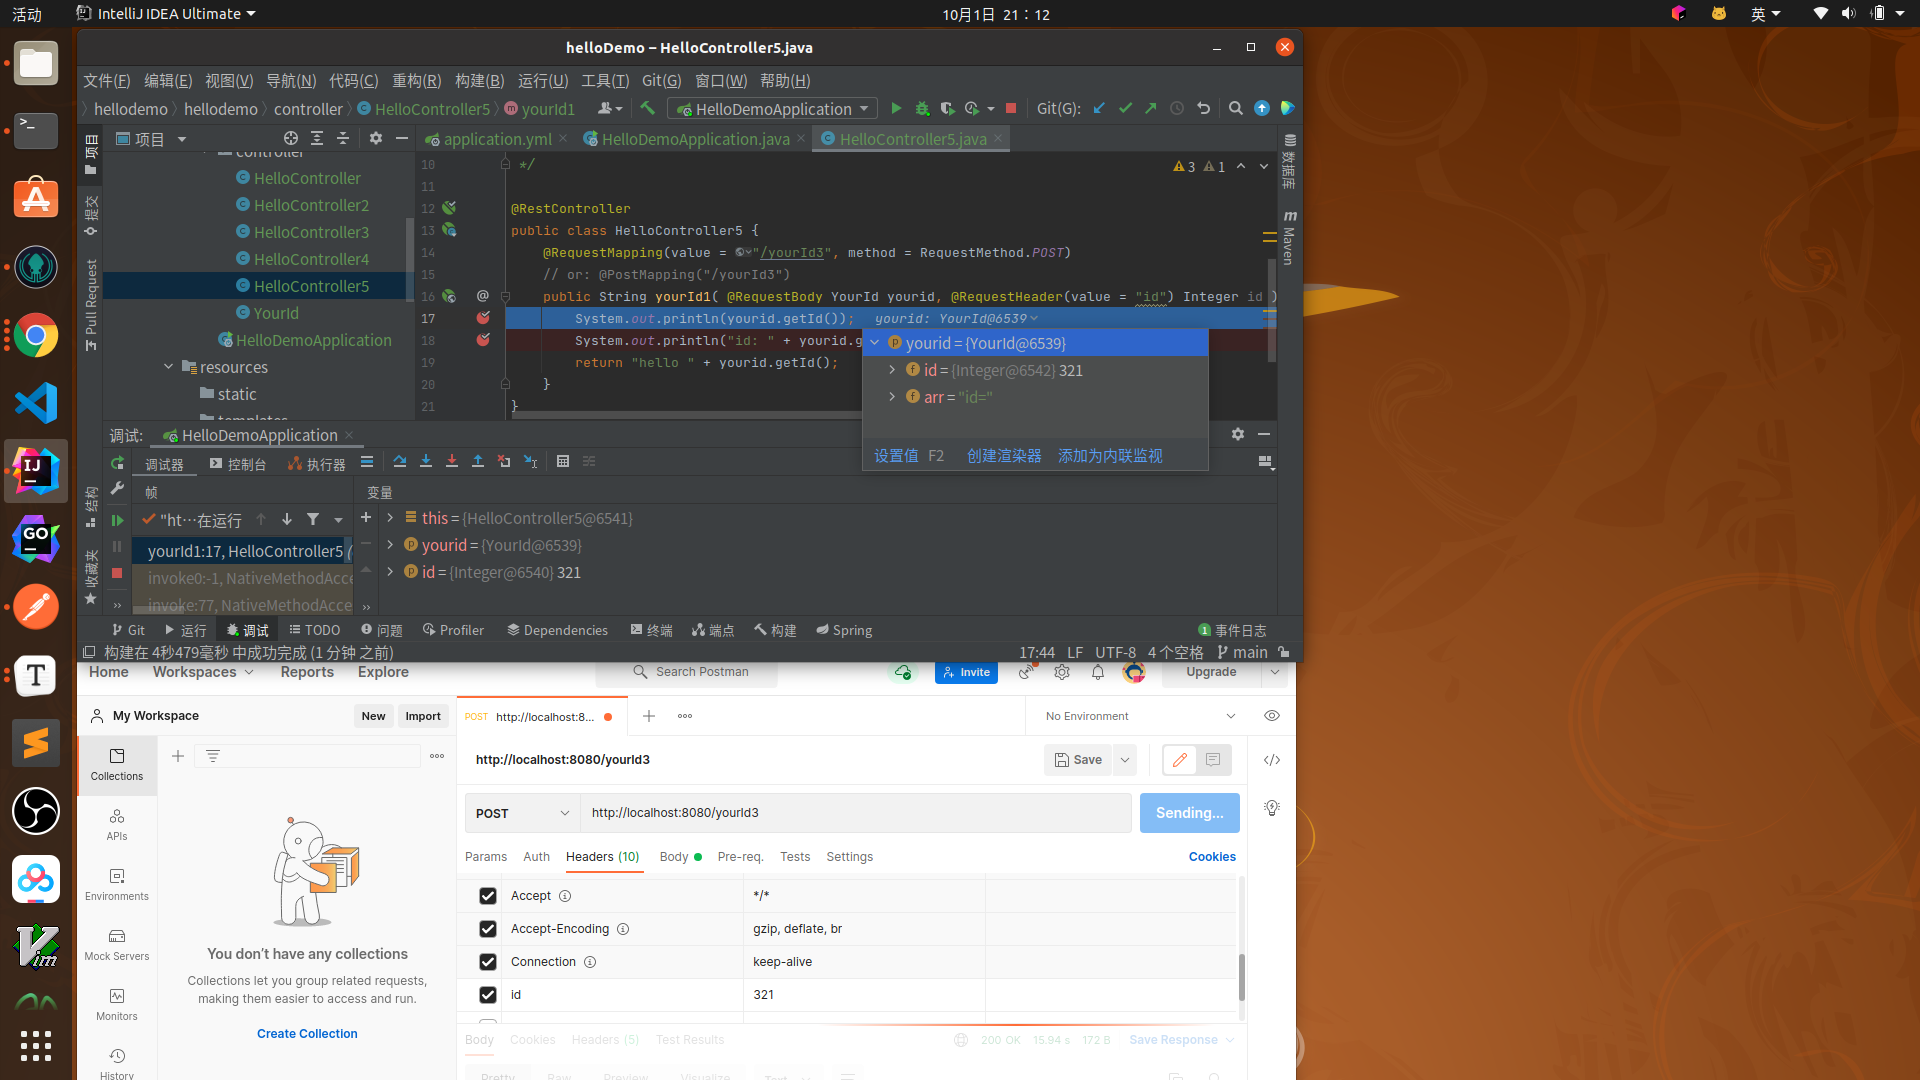 活动 IntelliJ IDEA Ultimate 10月1日 21：12 英
helloDemo – HelloController5.java
文件(F) 编辑(E) 视图(V) 导航(N) 代码(C) 重构(R) 构建(B) 运行(U) 工具(T) Git(G) 窗口(W) 帮助(H)
hellodemo hellodemo controller HelloController5 yourId1 HelloDemoApplication Git(G):
项目 application.yml HelloDemoApplication.java HelloController5.java
项目
提交
Pull Request
结构
收藏夹
controller
HelloController
HelloController2
HelloController3
HelloController4
HelloController5
YourId
HelloDemoApplication
resources
static
templates
3 1
10 */
11
12 @RestController
13 public class HelloController5 {
14 @RequestMapping(value = "/yourId3", method = RequestMethod.POST)
15 // or: @PostMapping("/yourId3")
16 @ public String yourId1( @RequestBody YourId yourid, @RequestHeader(value = "id") Integer id )
17 System.out.println(yourid.getId()); yourid: YourId@6539
18 System.out.println("id: " + yourid.g
19 return "hello " + yourid.getId();
20 }
21 }
数据库
m Maven
yourid = {YourId@6539}
id = {Integer@6542} 321
arr = "id="
设置值 F2 创建渲染器 添加为内联监视
调试: HelloDemoApplication
调试器 控制台 执行器
帧 变量
"ht…在运行
yourId1:17, HelloController5 (
invoke0:-1, NativeMethodAcce
invoke:77, NativeMethodAcce
this = {HelloController5@6541}
yourid = {YourId@6539}
id = {Integer@6540} 321
Git 运行 调试 TODO 问题 Profiler Dependencies 终端 端点 构建 Spring 1 事件日志
构建在 4秒479毫秒 中成功完成 (1 分钟 之前) 17:44 LF UTF-8 4 个空格 main
Home Workspaces Reports Explore Search Postman Invite Upgrade
My Workspace New Import POST http://localhost:8... No Environment
Collections
APIs
Environments
Mock Servers
Monitors
History
You don’t have any collections
Collections let you group related requests,
making them easier to access and run.
Create Collection
http://localhost:8080/yourId3 Save
POST http://localhost:8080/yourId3 Sending...
Params Auth Headers (10) Body Pre-req. Tests Settings Cookies
Accept */*
Accept-Encoding gzip, deflate, br
Connection keep-alive
id 321
Body Cookies Headers (5) Test Results 200 OK 15.94 s 172 B Save Response
Pretty Raw Preview Visualize Text
IJ
GO
T
Vim